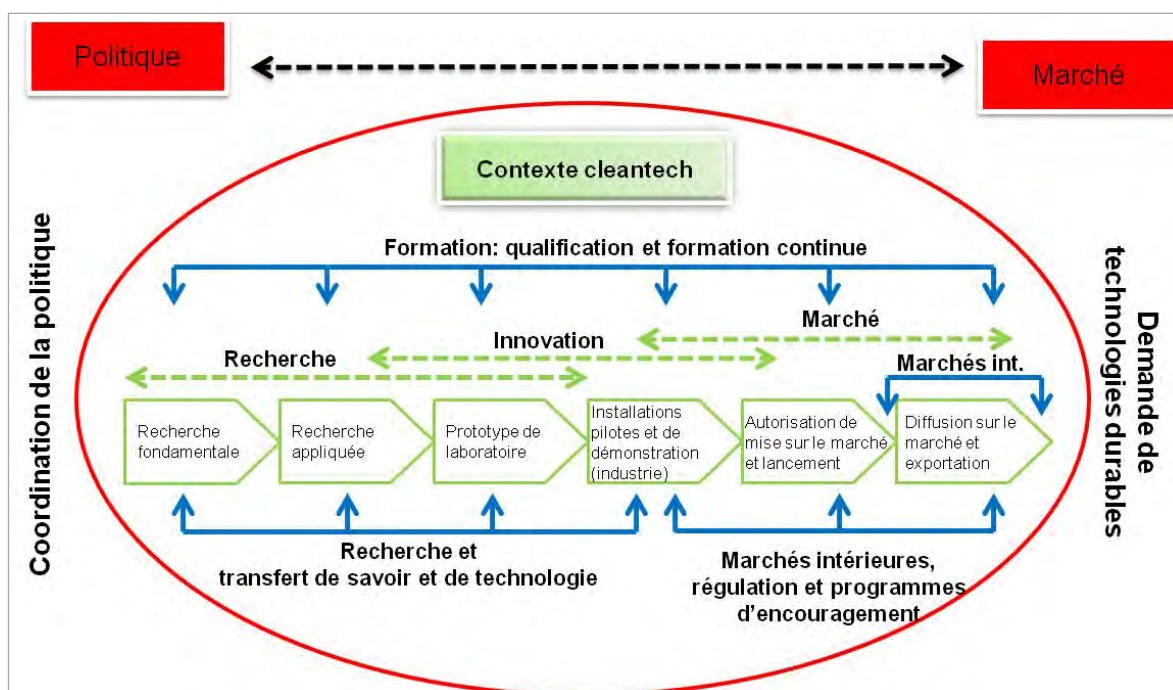 Politique
Marché
Contexte cleantech
Coordination de la politique
Demande de
technologies durables
Formation: qualification et formation continue
Marché
Innovation
Recherche
Marchés int.
Recherche
fondamentale
Recherche
appliquée
Prototype de
laboratoire
Installations
pilotes et de
démonstration
(industrie)
Autorisation de
mise sur le marché
et lancement
Diffusion sur le
marché et
exportation
Recherche et
transfert de savoir et de technologie
Marchés intérieures,
régulation et programmes
d'encouragement